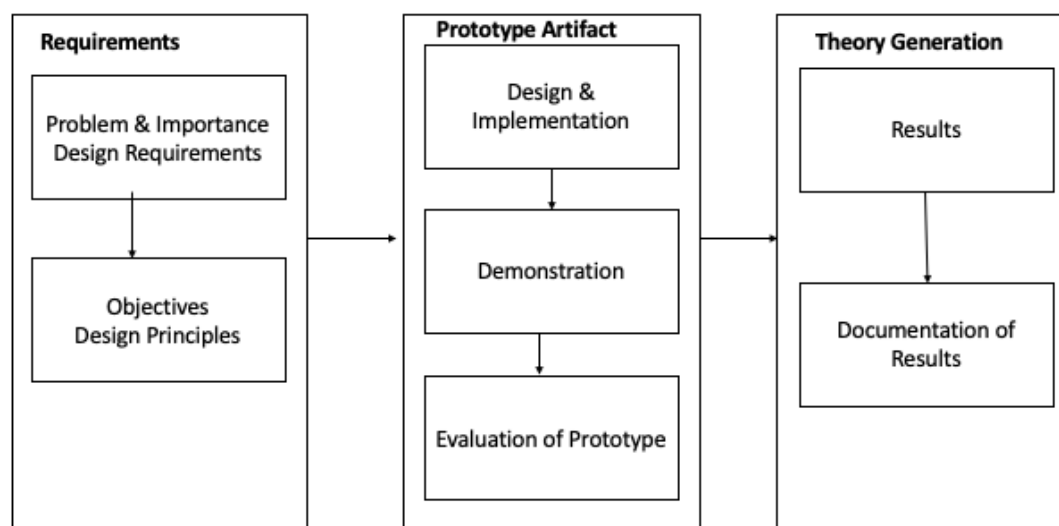 Requirements
Problem & Importance
Design Requirements
Objectives
Design Principles
Prototype Artifact
Design &
Implementation
Demonstration
Evaluation of Prototype
Theory Generation
Results
Documentation of
Results